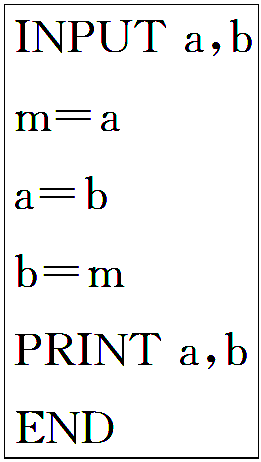 INPUT a,b
m=a
a=b
b=m
PRINT a,b
END